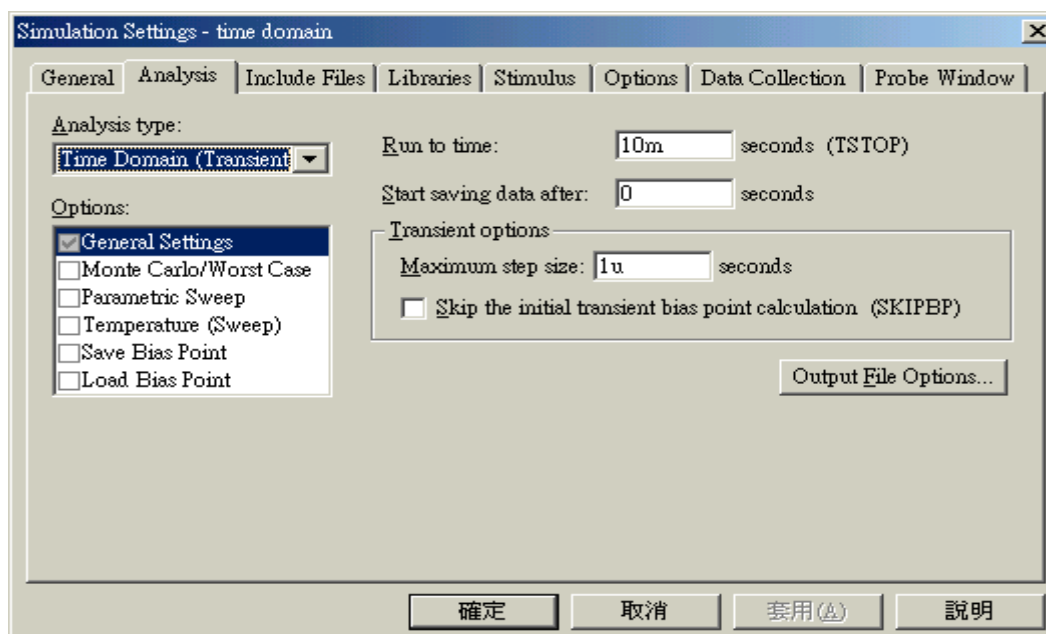 Simulation Settings - time domain
General Analysis Include Files Libraries Stimulus Options Data Collection Probe Window
Analysis type:
Time Domain (Transient
Options:
General Settings
Monte Carlo/Worst Case
Parametric Sweep
Temperature (Sweep)
Save Bias Point
Load Bias Point
Run to time: 10m seconds (TSTOP)
Start saving data after: 0 seconds
Transient options
Maximum step size: 1u seconds
Skip the initial transient bias point calculation (SKIPBP)
Output File Options...
確定 取消 套用(A) 說明